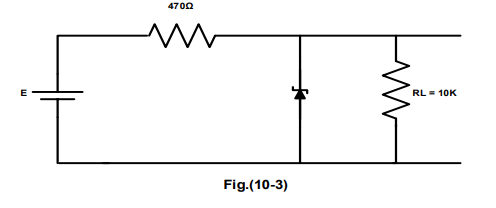 470Ω
E
RL = 10K
Fig.(10-3)